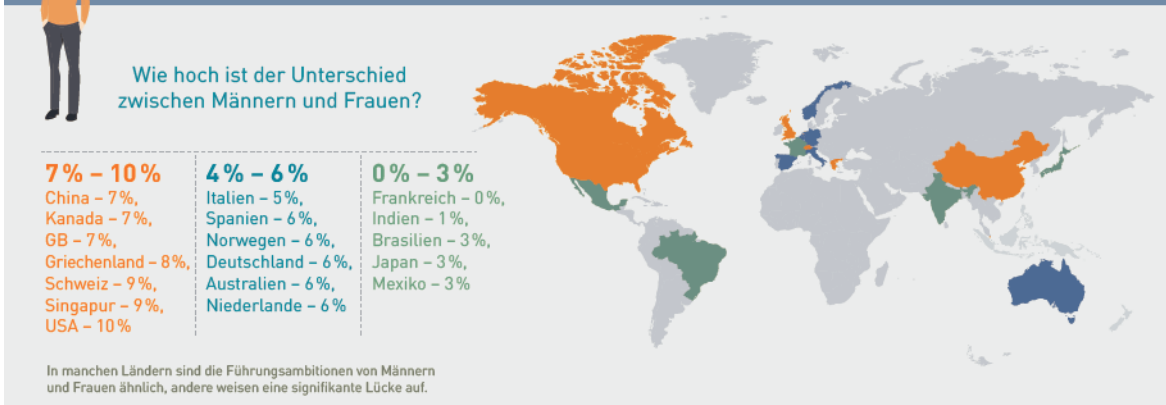 Wie hoch ist der Unterschied
zwischen Männern und Frauen?
7 % – 10 %
China – 7 %,
Kanada – 7 %,
GB – 7 %,
Griechenland – 8 %,
Schweiz – 9 %,
Singapur – 9 %,
USA – 10 %
4 % – 6 %
Italien – 5 %,
Spanien – 6 %,
Norwegen – 6 %,
Deutschland – 6 %,
Australien – 6 %,
Niederlande – 6 %
0 % – 3 %
Frankreich – 0 %,
Indien – 1 %,
Brasilien – 3 %,
Japan – 3 %,
Mexiko – 3 %
In manchen Ländern sind die Führungsambitionen von Männern
und Frauen ähnlich, andere weisen eine signifikante Lücke auf.